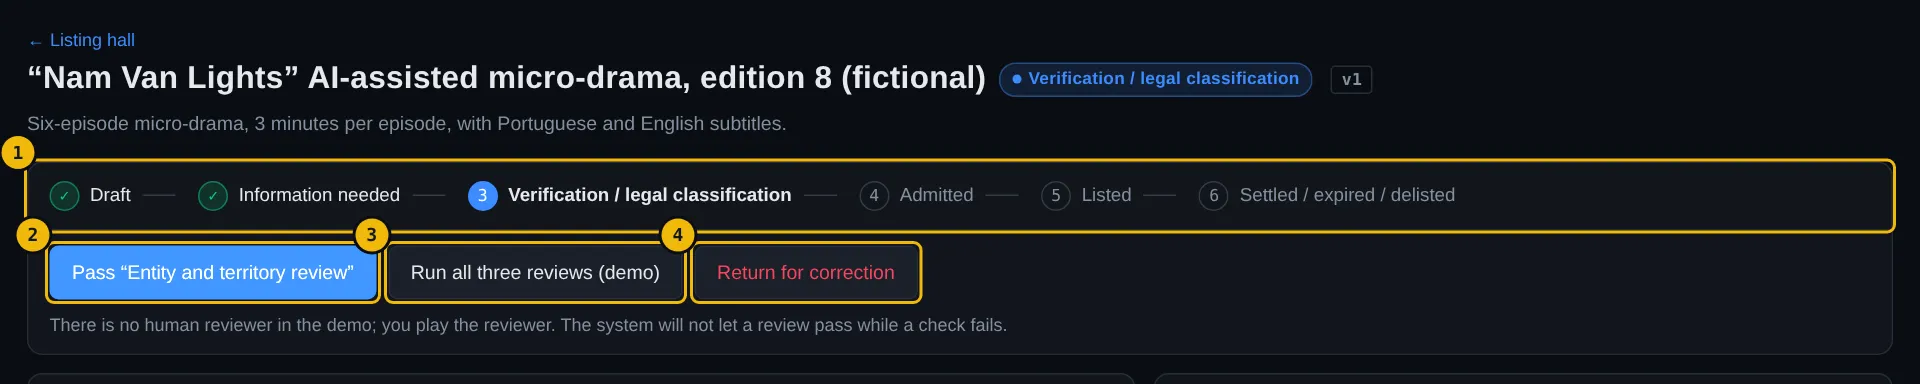 ← Listing hall
“Nam Van Lights” AI-assisted micro-drama, edition 8 (fictional) Verification / legal classification v1
Six-episode micro-drama, 3 minutes per episode, with Portuguese and English subtitles.
1
✓ Draft ✓ Information needed 3 Verification / legal classification 4 Admitted 5 Listed 6 Settled / expired / delisted
2 3 4
Pass “Entity and territory review” Run all three reviews (demo) Return for correction
There is no human reviewer in the demo; you play the reviewer. The system will not let a review pass while a check fails.